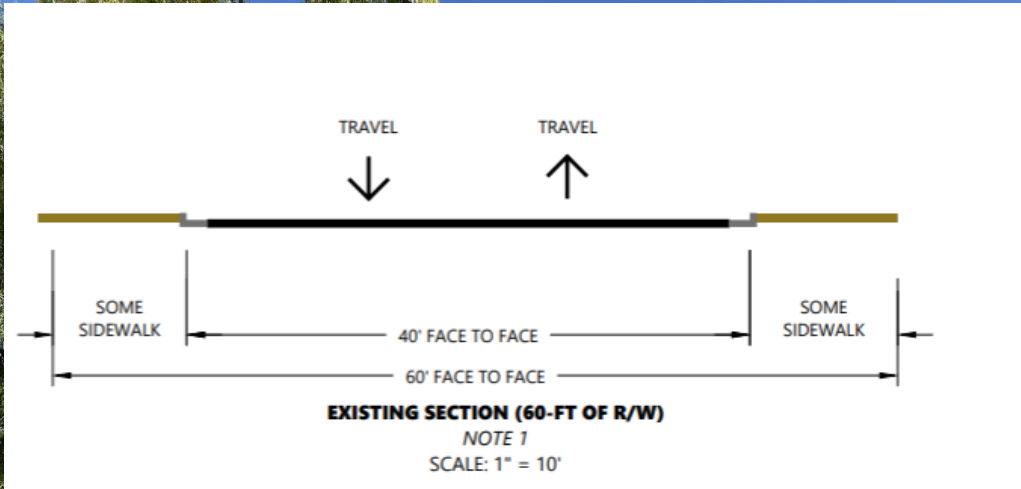 TRAVEL TRAVEL
SOME SOME
SIDEWALK SIDEWALK
40' FACE TO FACE
60' FACE TO FACE
EXISTING SECTION (60-FT OF R/W)
NOTE 1
SCALE: 1" = 10'